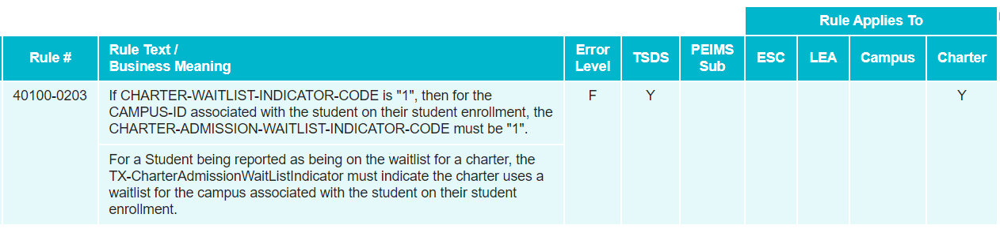 Rule Applies To
Rule #
Rule Text /
Business Meaning
Error
Level
TSDS
PEIMS
Sub
ESC
LEA
Campus
Charter
40100-0203
If CHARTER-WAITLIST-INDICATOR-CODE is "1", then for the
CAMPUS-ID associated with the student on their student enrollment, the
CHARTER-ADMISSION-WAITLIST-INDICATOR-CODE must be "1".
F
Y
Y
For a Student being reported as being on the waitlist for a charter, the
TX-CharterAdmissionWaitListIndicator must indicate the charter uses a
waitlist for the campus associated with the student on their student
enrollment.